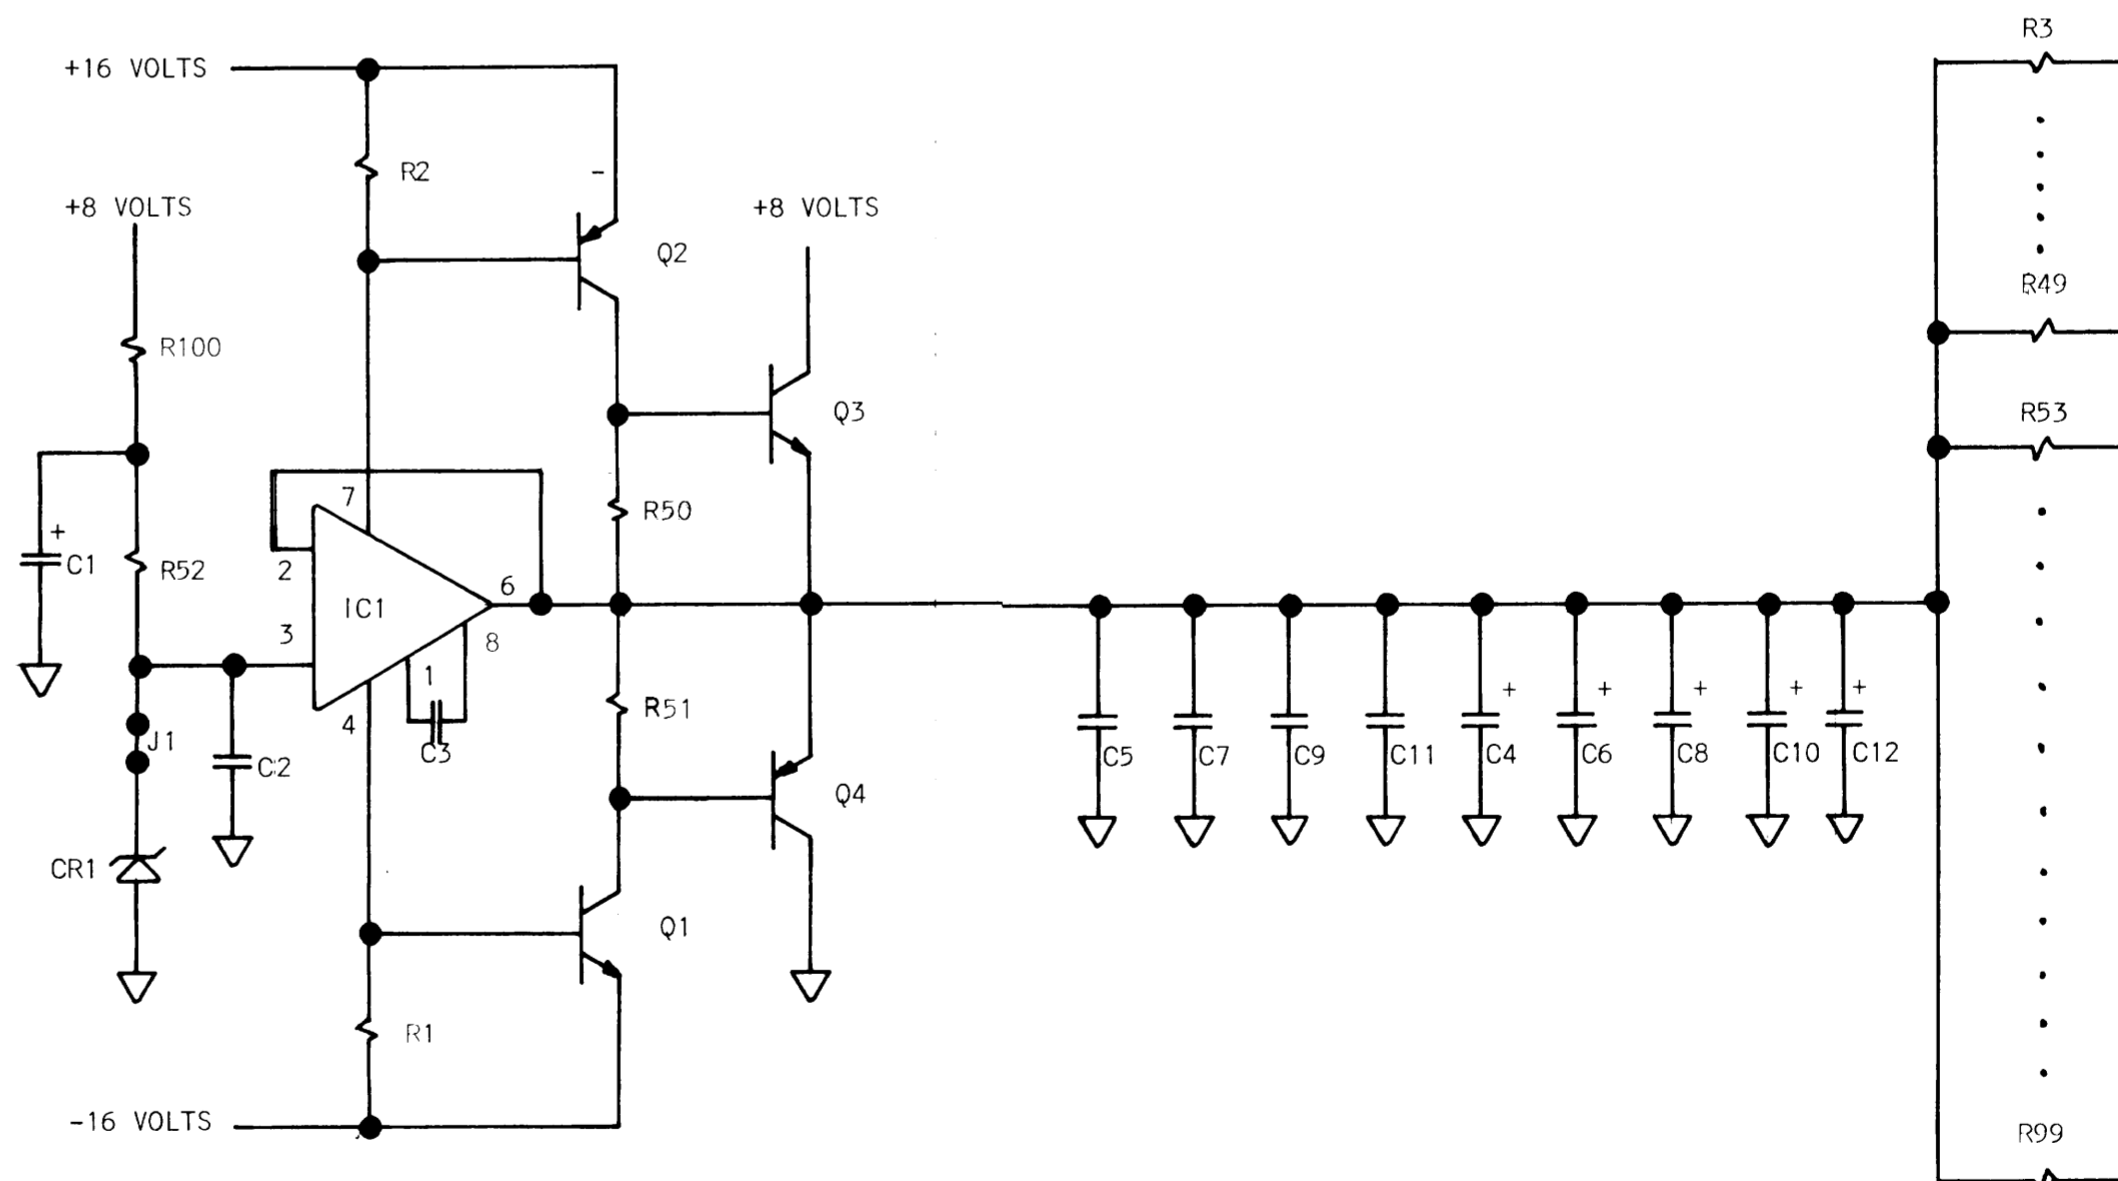 R3
+16 VOLTS
R2
-
+8 VOLTS
+8 VOLTS
Q2
R49
R100
Q3
R53
7
R50
+
C1
2
R52
6
IC1
3
8
1
+
+
+
+
+
R51
4
J1
C3
C2
C5
C7
C9
C11
C4
C6
C8
C10
C12
Q4
CR1
Q1
R1
-16 VOLTS
R99